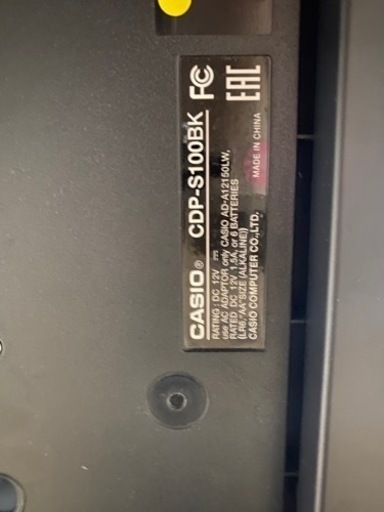 CASIO® CDP-S100BK FC EAC
RATING : DC 12V
use AC ADAPTOR only CASIO AD-A12150LW,
RATED DC 12V 1.5A, or 6 BATTERIES
(LR6,"AA"SIZE (ALKALINE))
CASIO COMPUTER CO.,LTD. MADE IN CHINA